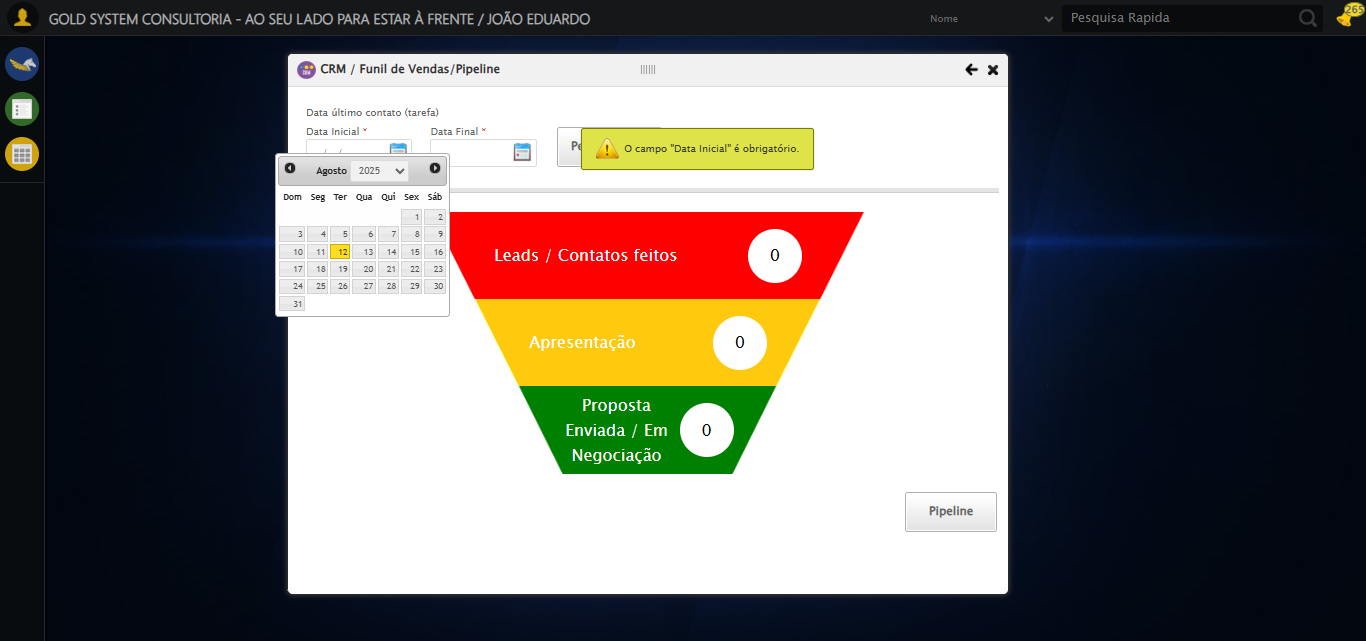 GOLD SYSTEM CONSULTORIA - AO SEU LADO PARA ESTAR À FRENTE / JOÃO EDUARDO
Nome
Pesquisa Rapida
265
CRM / Funil de Vendas/Pipeline
Data último contato (tarefa)
Data Inicial *
Data Final *
__/__/____
Pe
O campo "Data Inicial" é obrigatório.
Agosto 2025
Dom Seg Ter Qua Qui Sex Sáb
1 2
3 4 5 6 7 8 9
10 11 12 13 14 15 16
17 18 19 20 21 22 23
24 25 26 27 28 29 30
31
Leads / Contatos feitos 0
Apresentação 0
Proposta
Enviada / Em 0
Negociação
Pipeline